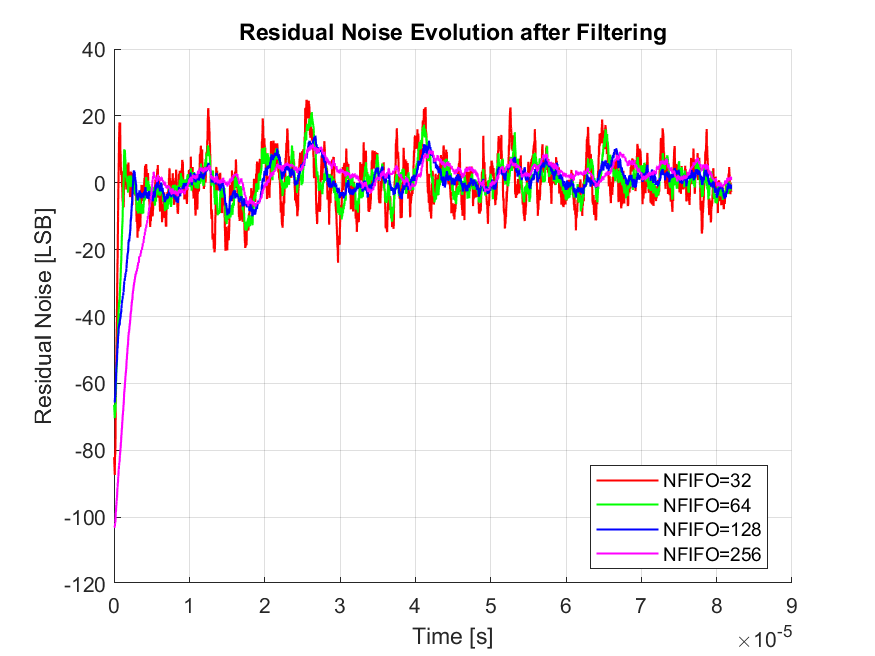 Residual Noise Evolution after Filtering
40
20
0
-20
-40
-60
-80
-100
-120
Residual Noise [LSB]
0 1 2 3 4 5 6 7 8 9
Time [s]
×10-5
NFIFO=32
NFIFO=64
NFIFO=128
NFIFO=256